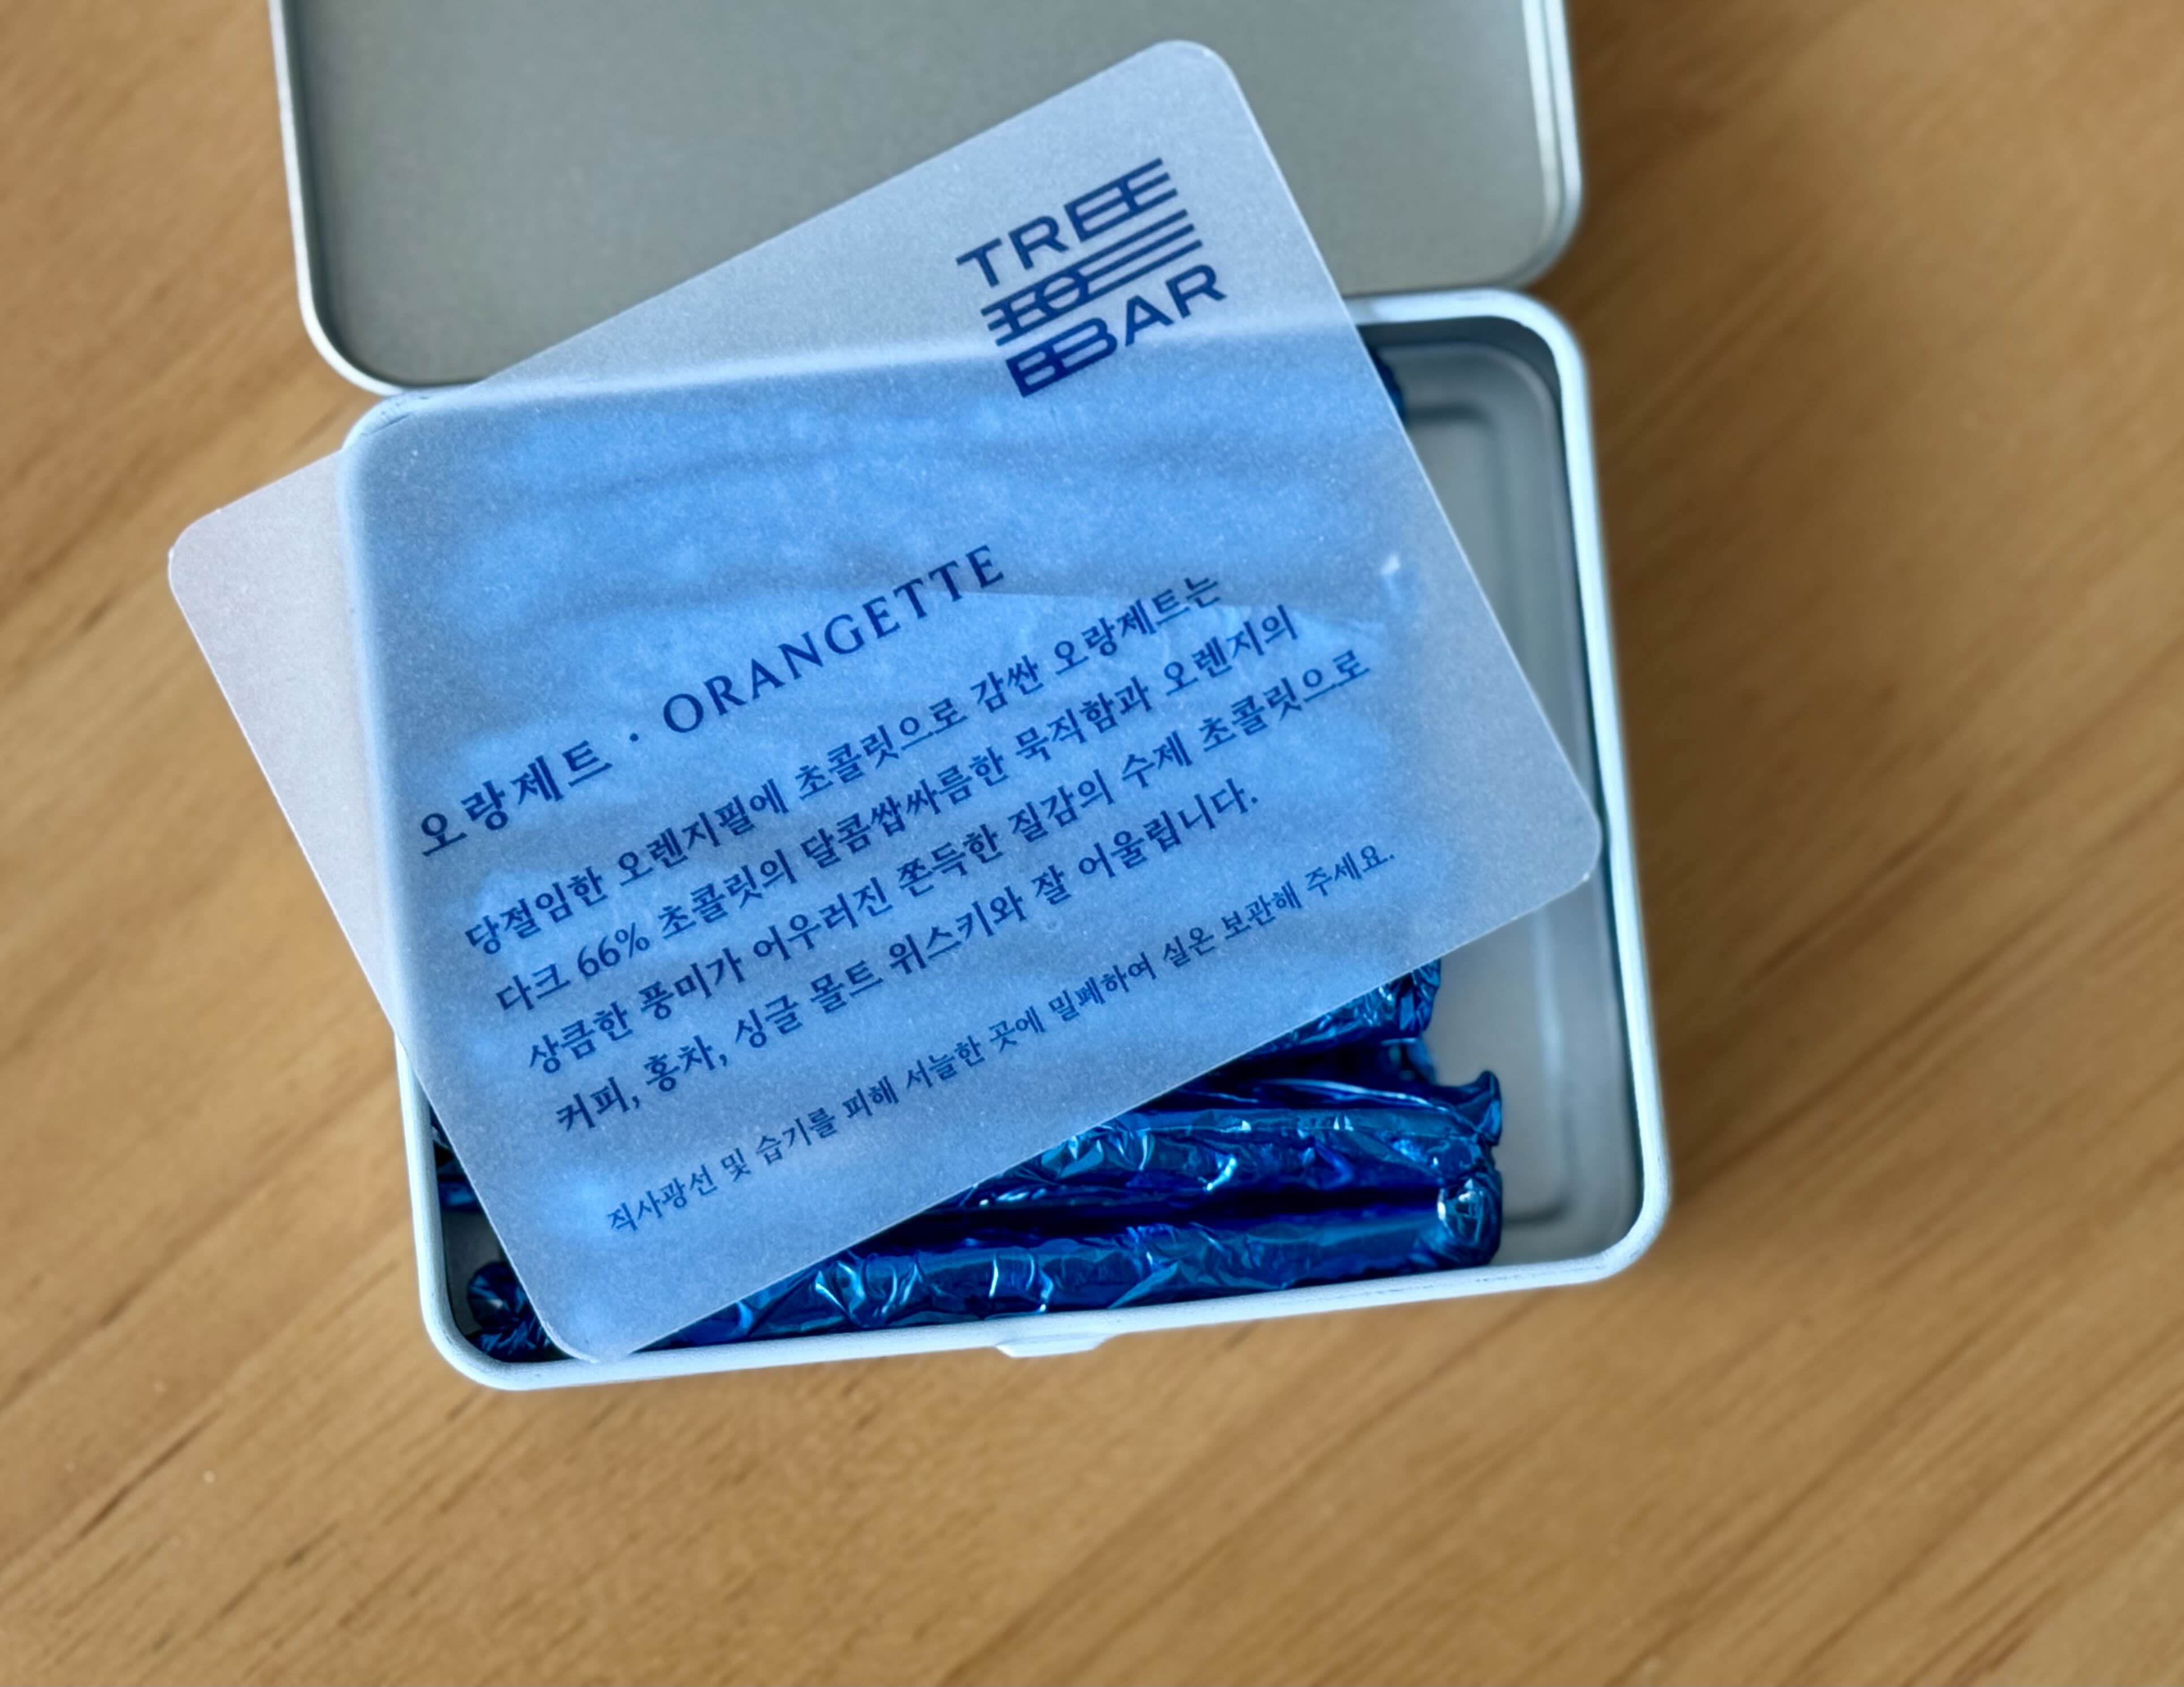 TREE
TO
BAR
오랑제트 · ORANGETTE
당절임한 오렌지필에 초콜릿으로 감싼 오랑제트는
다크 66% 초콜릿의 달콤쌉싸름한 묵직함과 오렌지의
상큼한 풍미가 어우러진 쫀득한 질감의 수제 초콜릿으로
커피, 홍차, 싱글 몰트 위스키와 잘 어울립니다.
직사광선 및 습기를 피해 서늘한 곳에 밀폐하여 실온 보관해 주세요.